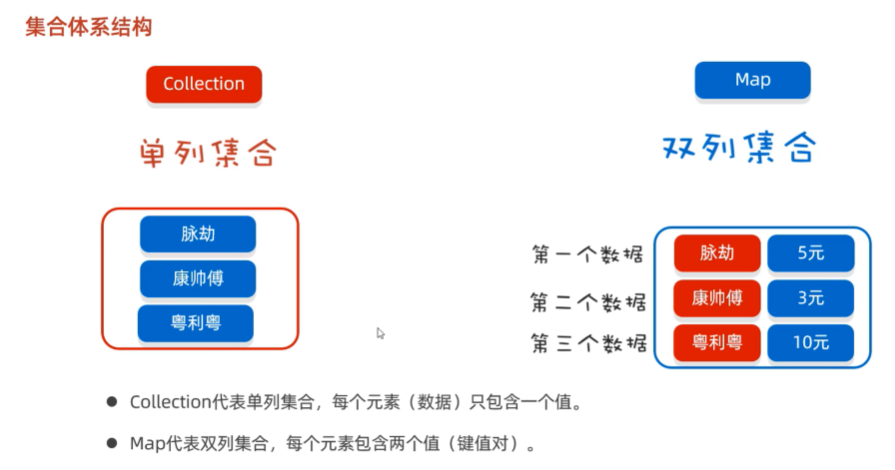 集合体系结构
Collection
Map
单列集合
双列集合
脉劫
康帅傅
粤利粤
第一个数据 脉劫 5元
第二个数据 康帅傅 3元
第三个数据 粤利粤 10元
● Collection代表单列集合，每个元素（数据）只包含一个值。
● Map代表双列集合，每个元素包含两个值（键值对）。